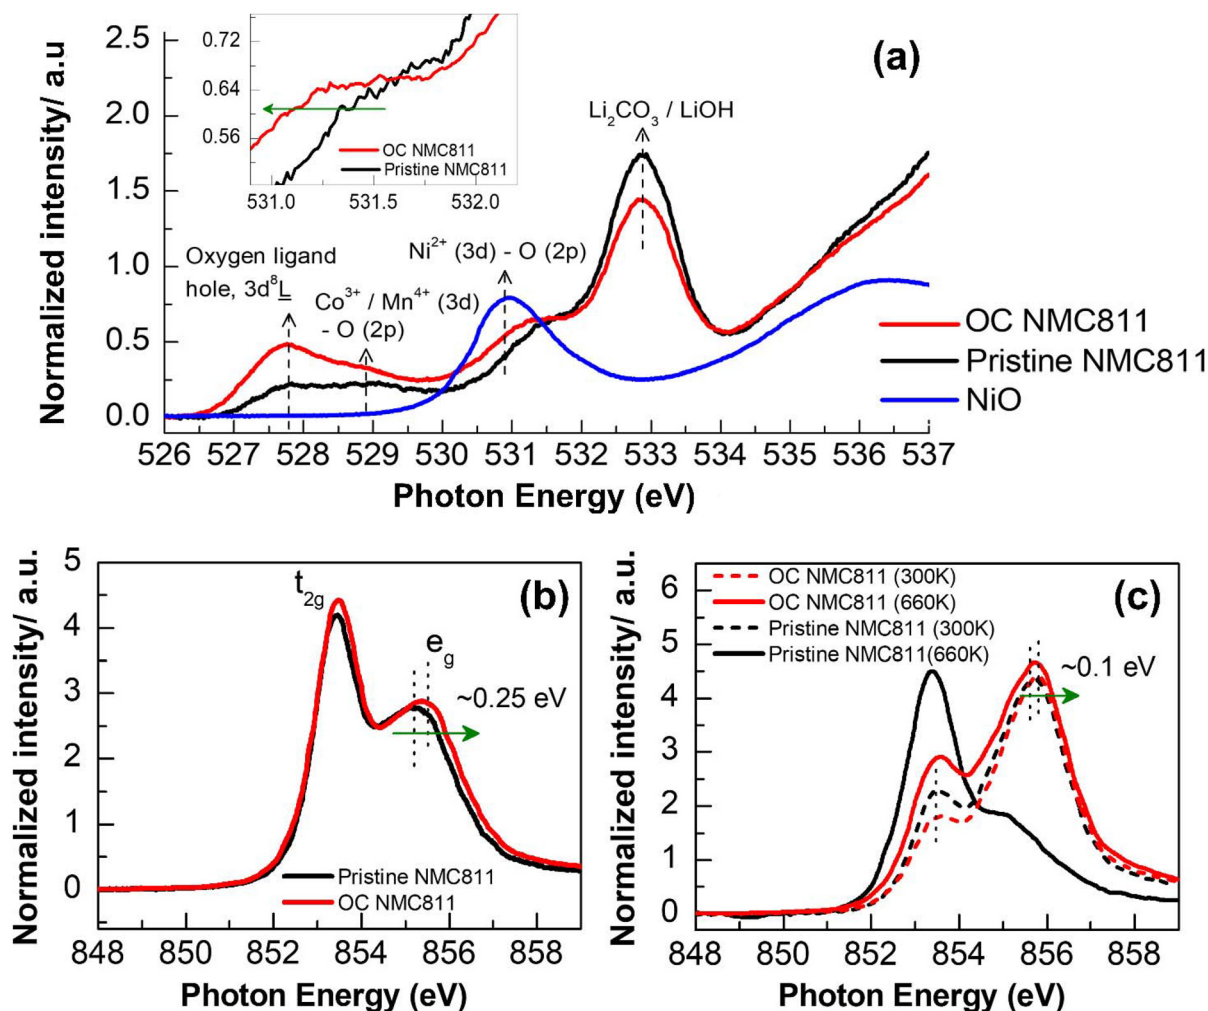 (a)
Normalized intensity/ a.u
2.5
2.0
1.5
1.0
0.5
0.0
0.72
0.64
0.56
OC NMC811
Pristine NMC811
531.0 531.5 532.0
Li₂CO₃ / LiOH
Oxygen ligand
hole, 3d⁸L
Co³⁺ / Mn⁴⁺ (3d)
- O (2p)
Ni²⁺ (3d) - O (2p)
OC NMC811
Pristine NMC811
NiO
526 527 528 529 530 531 532 533 534 535 536 537
Photon Energy (eV)
(b)
Normalized intensity/ a.u.
5
4
3
2
1
0
t₂g
e_g
~0.25 eV
Pristine NMC811
OC NMC811
848 850 852 854 856 858
Photon Energy (eV)
(c)
Normalized intensity/ a.u.
6
5
4
3
2
1
0
OC NMC811 (300K)
OC NMC811 (660K)
Pristine NMC811 (300K)
Pristine NMC811(660K)
~0.1 eV
848 850 852 854 856 858
Photon Energy (eV)